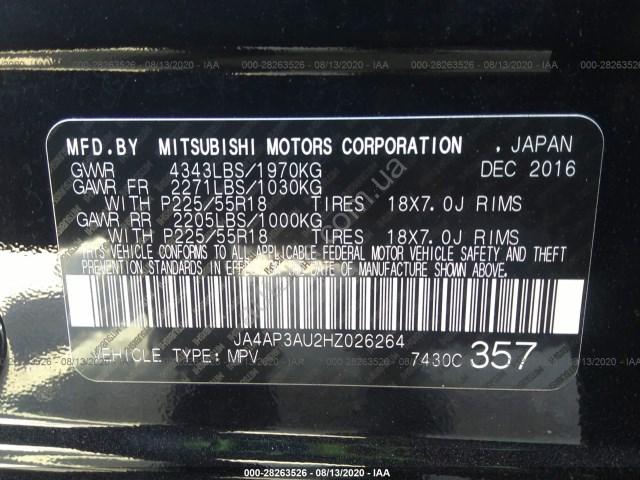 000-28263526 - 08/13/2020 - IAA
MFD.BY MITSUBISHI MOTORS CORPORATION , JAPAN
GVWR 4343LBS/1970KG DEC 2016
GAWR FR 2271LBS/1030KG
WITH P225/55R18 TIRES 18X7.0J RIMS
GAWR RR 2205LBS/1000KG
WITH P225/55R18 TIRES 18X7.0J RIMS
THIS VEHICLE CONFORMS TO ALL APPLICABLE FEDERAL MOTOR VEHICLE SAFETY AND THEFT
PREVENTION STANDARDS IN EFFECT ON THE DATE OF MANUFACTURE SHOWN ABOVE.
JA4AP3AU2HZ026264
VEHICLE TYPE: MPV 7430C 357
000-28263526 - 08/13/2020 - IAA